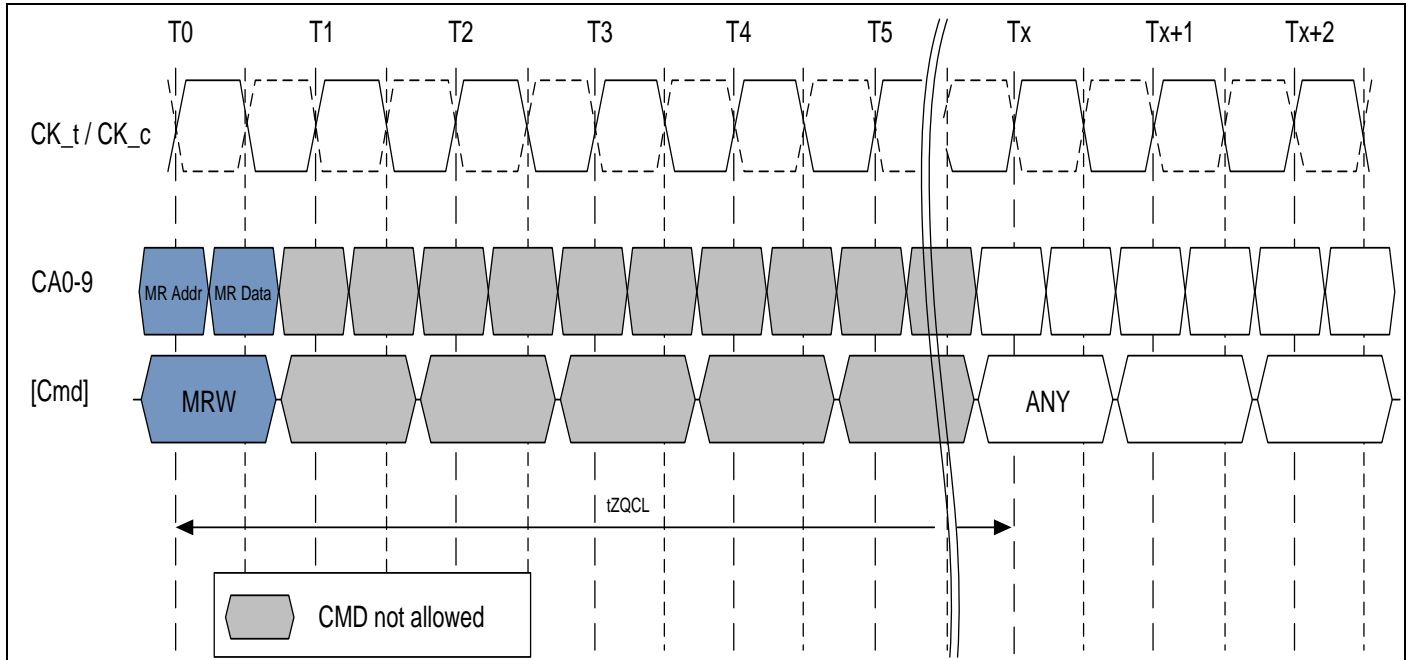 T0 T1 T2 T3 T4 T5 Tx Tx+1 Tx+2
CK_t / CK_c
CA0-9 MR Addr MR Data
[Cmd] MRW ANY
tZQCL
CMD not allowed